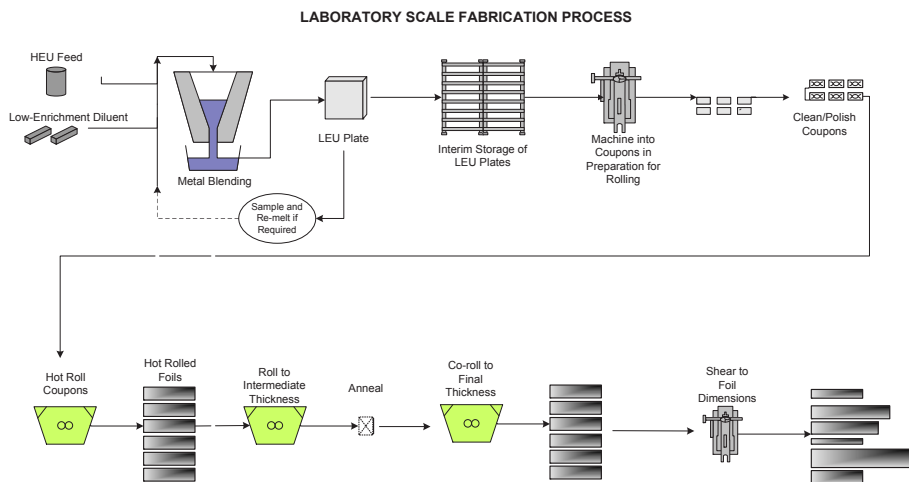 LABORATORY SCALE FABRICATION PROCESS
HEU Feed
Low-Enrichment Diluent
Metal Blending
LEU Plate
Sample and
Re-melt if
Required
Interim Storage of
LEU Plates
Machine into
Coupons in
Preparation for
Rolling
Clean/Polish
Coupons
Hot Roll
Coupons
Hot Rolled
Foils
Roll to
Intermediate
Thickness
Anneal
Co-roll to
Final
Thickness
Shear to
Foil
Dimensions